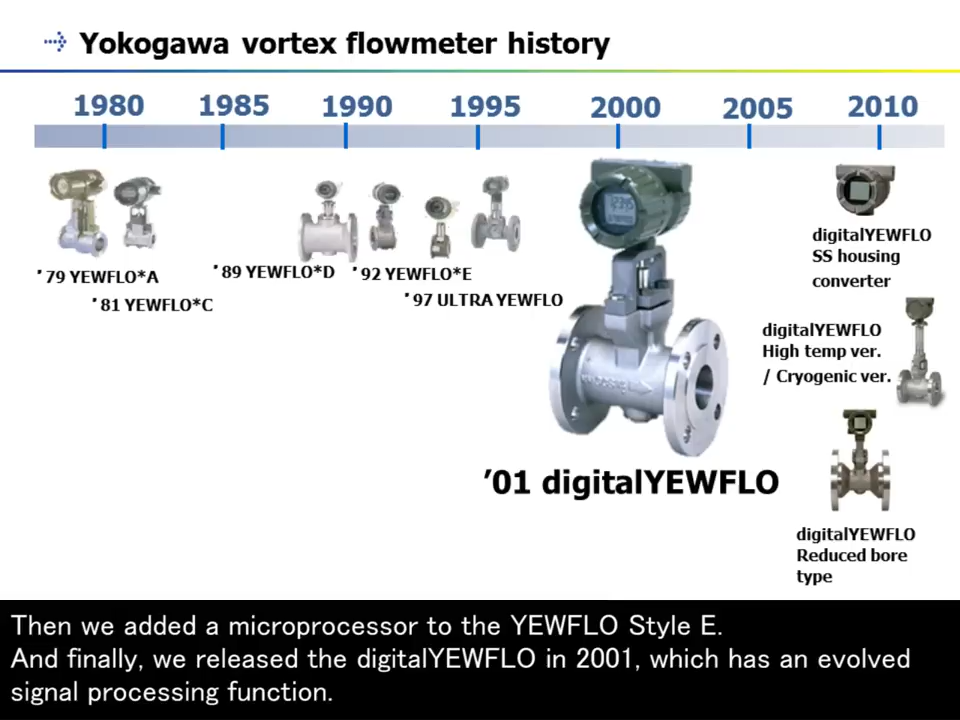 Yokogawa vortex flowmeter history
1980 1985 1990 1995 2000 2005 2010
'79 YEWFLO*A
'81 YEWFLO*C
'89 YEWFLO*D
'92 YEWFLO*E
'97 ULTRA YEWFLO
'01 digitalYEWFLO
digitalYEWFLO
SS housing
converter
digitalYEWFLO
High temp ver.
/ Cryogenic ver.
digitalYEWFLO
Reduced bore
type
Then we added a microprocessor to the YEWFLO Style E.
And finally, we released the digitalYEWFLO in 2001, which has an evolved
signal processing function.